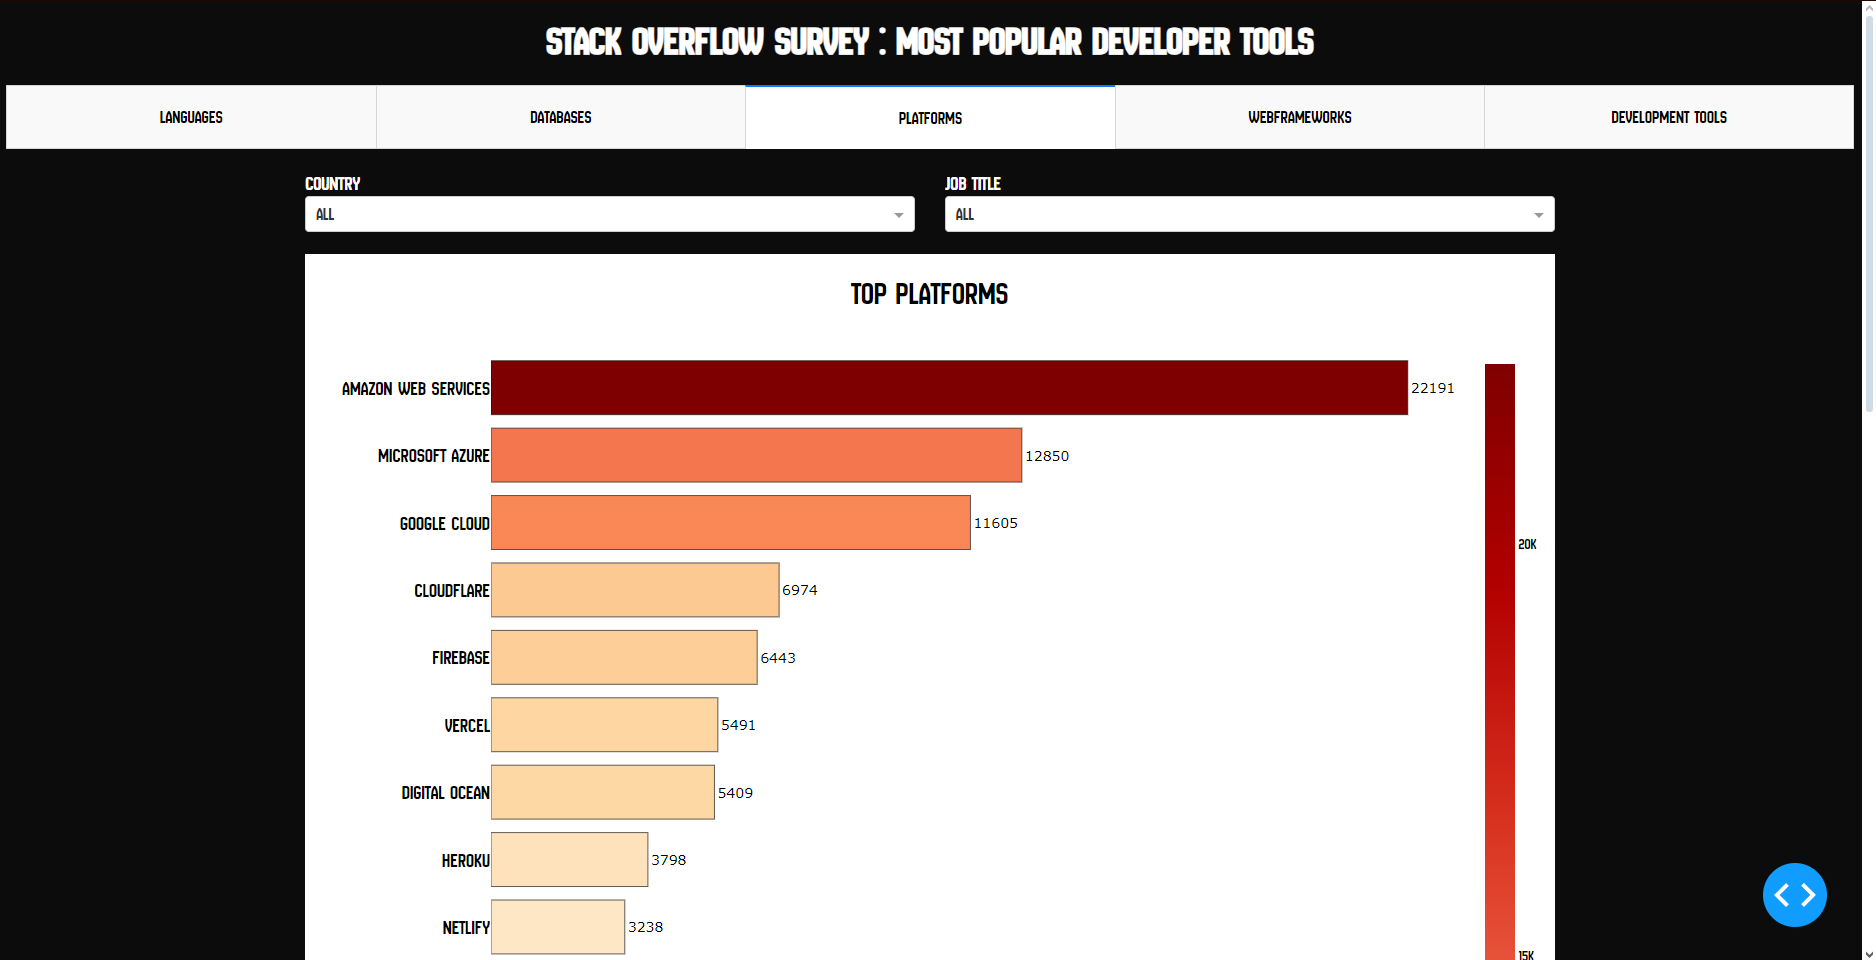 STACK OVERFLOW SURVEY : MOST POPULAR DEVELOPER TOOLS
LANGUAGES
DATABASES
PLATFORMS
WEBFRAMEWORKS
DEVELOPMENT TOOLS
COUNTRY
JOB TITLE
ALL
ALL
TOP PLATFORMS
AMAZON WEB SERVICES 22191
MICROSOFT AZURE 12850
GOOGLE CLOUD 11605
20K
CLOUDFLARE 6974
FIREBASE 6443
VERCEL 5491
DIGITAL OCEAN 5409
HEROKU 3798
NETLIFY 3238
15K